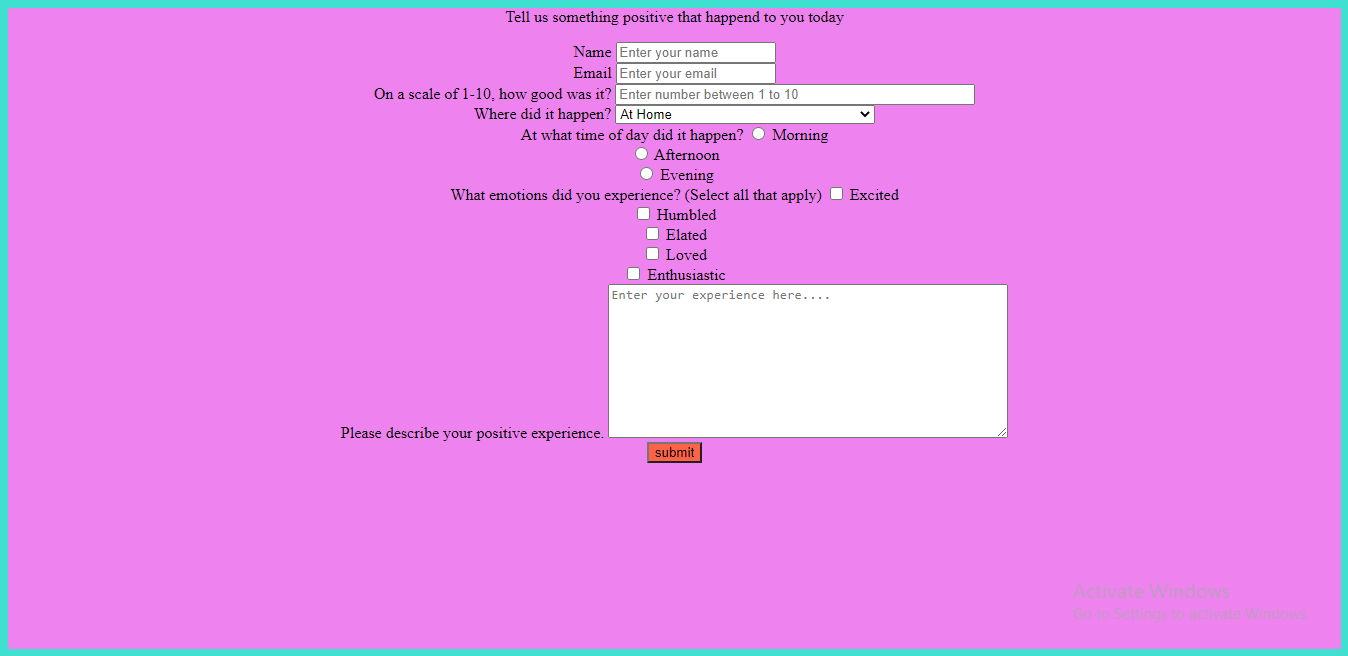 Tell us something positive that happend to you today
Name Enter your name
Email Enter your email
On a scale of 1-10, how good was it? Enter number between 1 to 10
Where did it happen? At Home
At what time of day did it happen? Morning
Afternoon
Evening
What emotions did you experience? (Select all that apply) Excited
Humbled
Elated
Loved
Enthusiastic
Enter your experience here....
Please describe your positive experience.
submit
Activate Windows
Go to Settings to activate Windows.